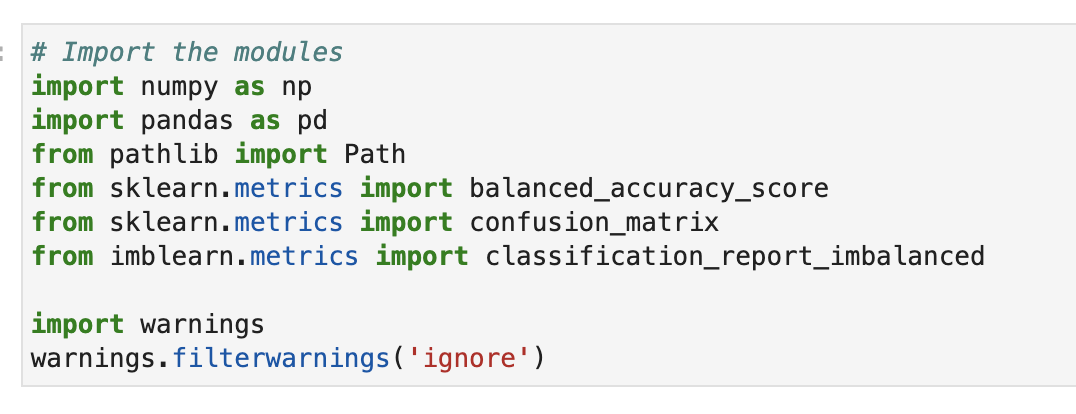 # Import the modules
import numpy as np
import pandas as pd
from pathlib import Path
from sklearn.metrics import balanced_accuracy_score
from sklearn.metrics import confusion_matrix
from imblearn.metrics import classification_report_imbalanced
import warnings
warnings.filterwarnings('ignore')